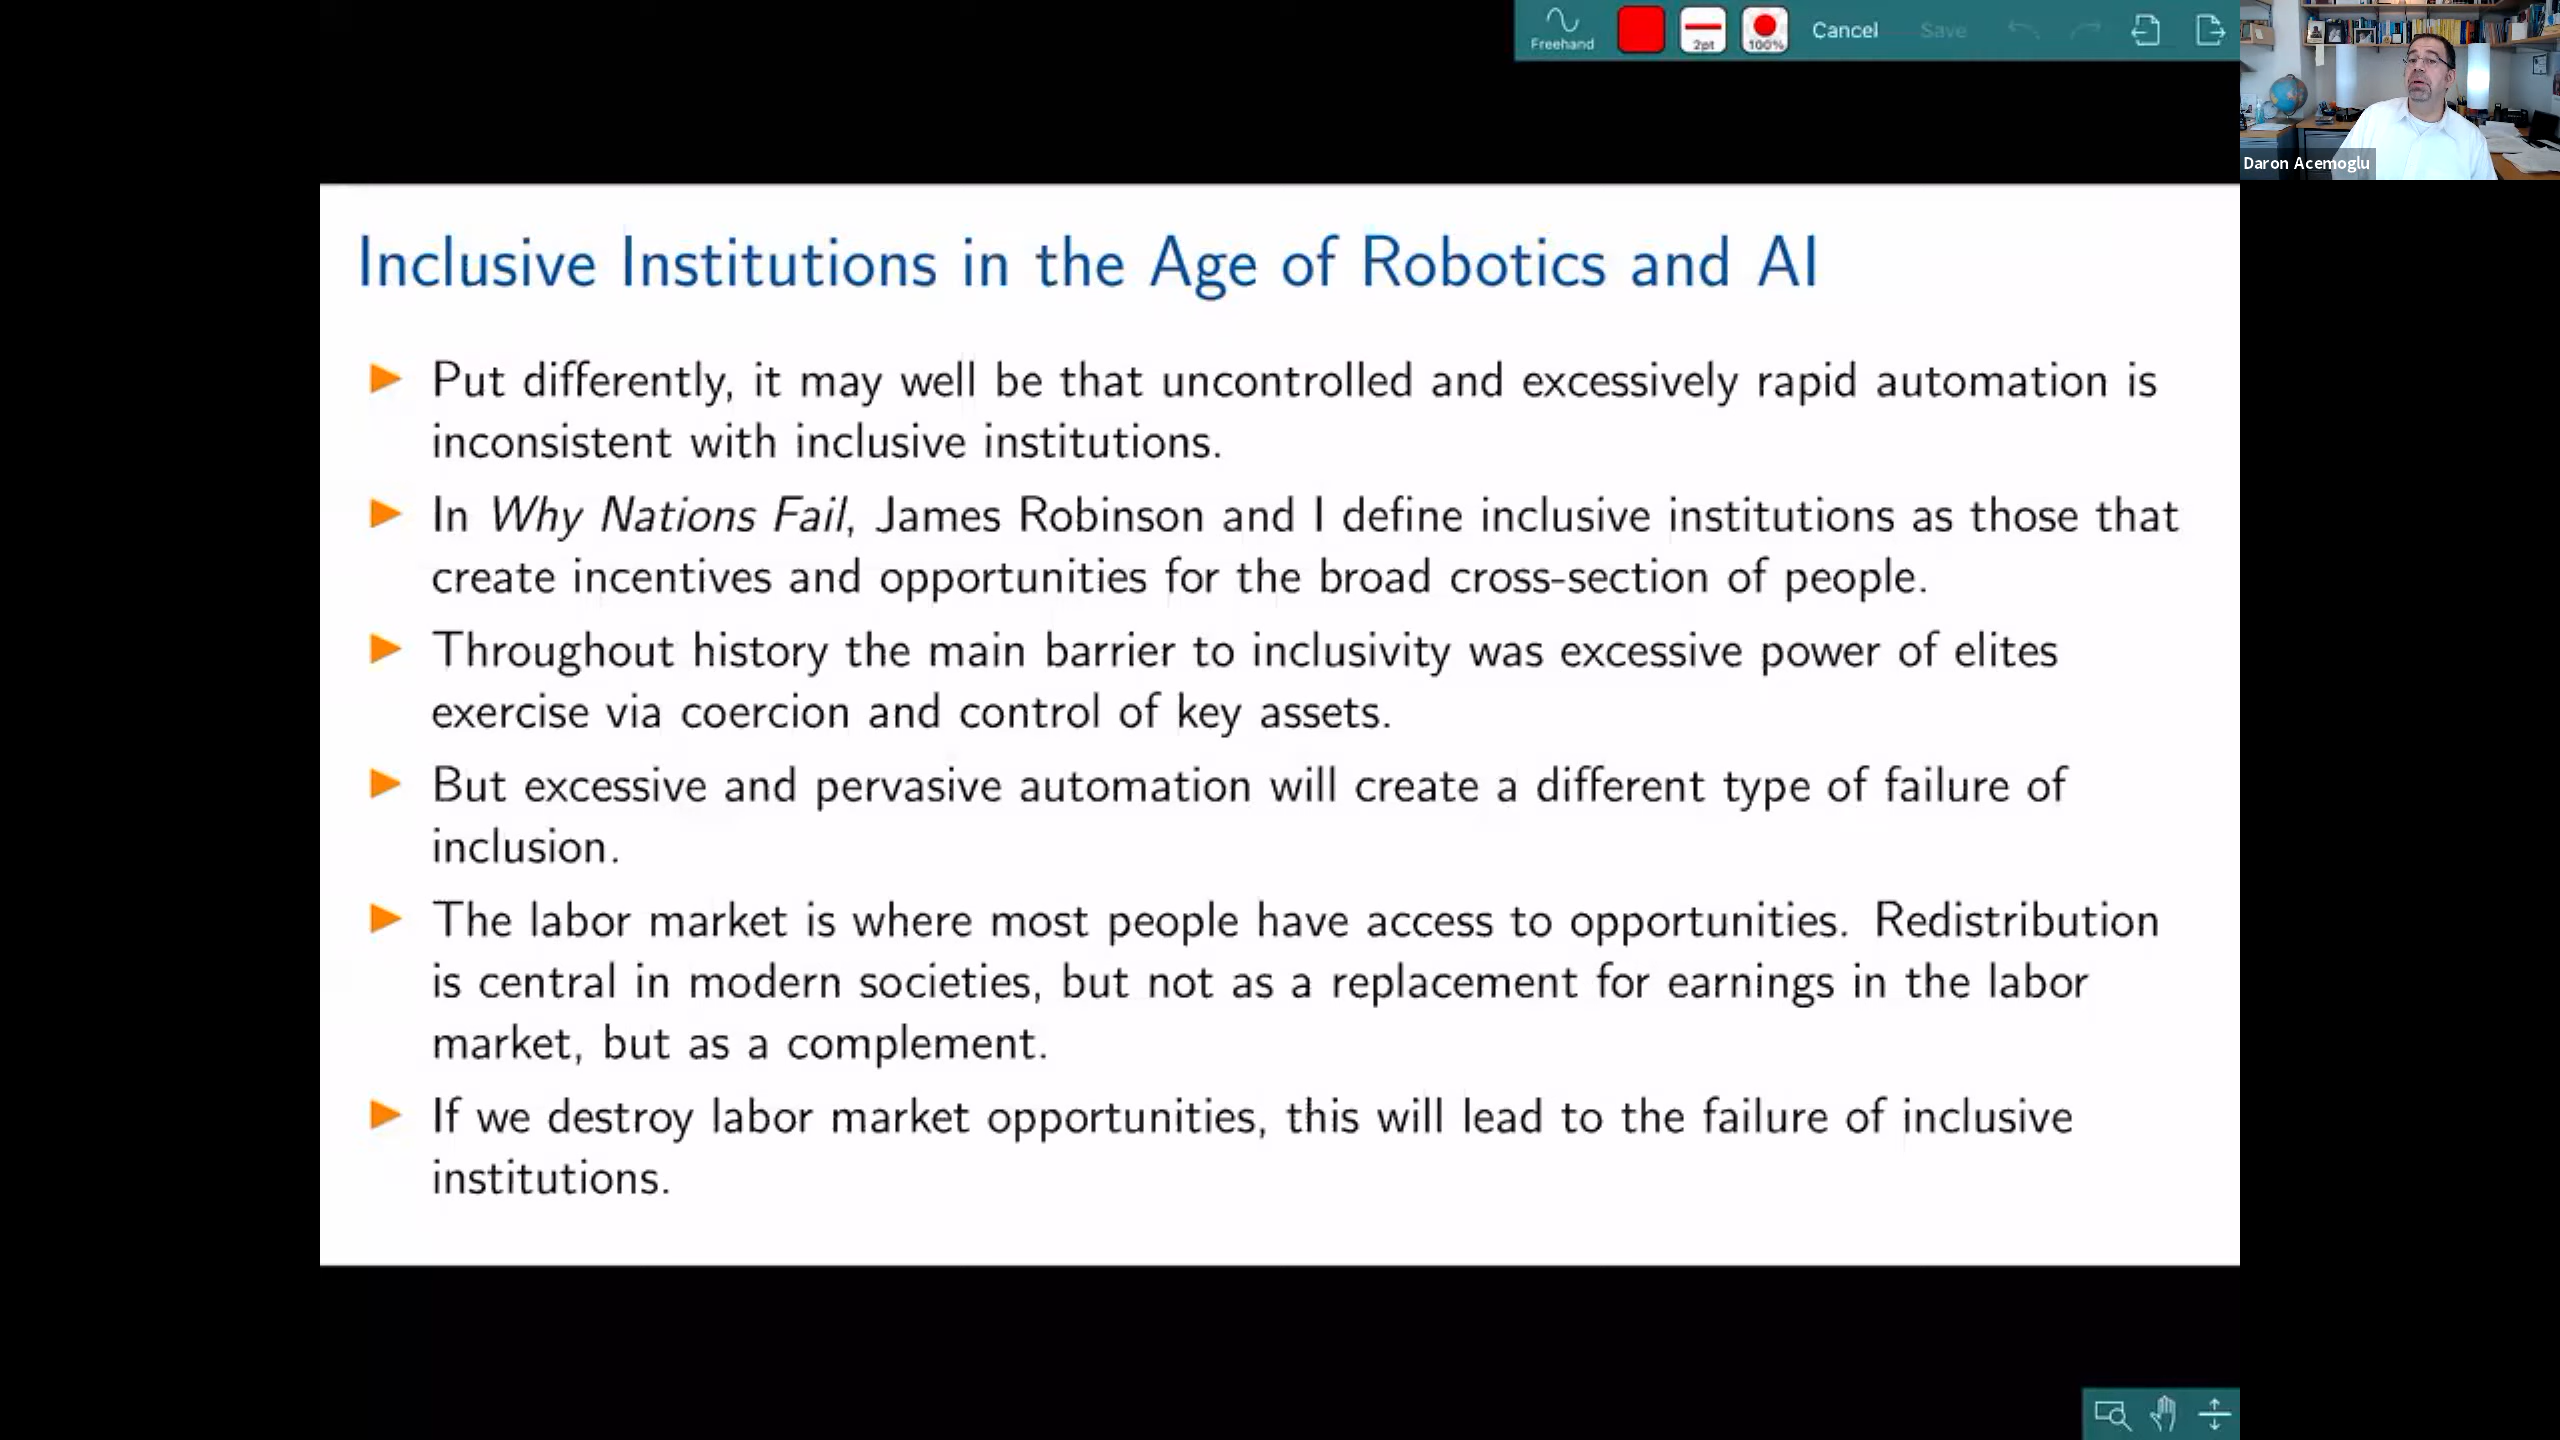 Freehand
2pt
100%
Cancel
Save
Daron Acemoglu
Inclusive Institutions in the Age of Robotics and AI
Put differently, it may well be that uncontrolled and excessively rapid automation is
inconsistent with inclusive institutions.
In Why Nations Fail, James Robinson and I define inclusive institutions as those that
create incentives and opportunities for the broad cross-section of people.
Throughout history the main barrier to inclusivity was excessive power of elites
exercise via coercion and control of key assets.
But excessive and pervasive automation will create a different type of failure of
inclusion.
The labor market is where most people have access to opportunities. Redistribution
is central in modern societies, but not as a replacement for earnings in the labor
market, but as a complement.
If we destroy labor market opportunities, this will lead to the failure of inclusive
institutions.